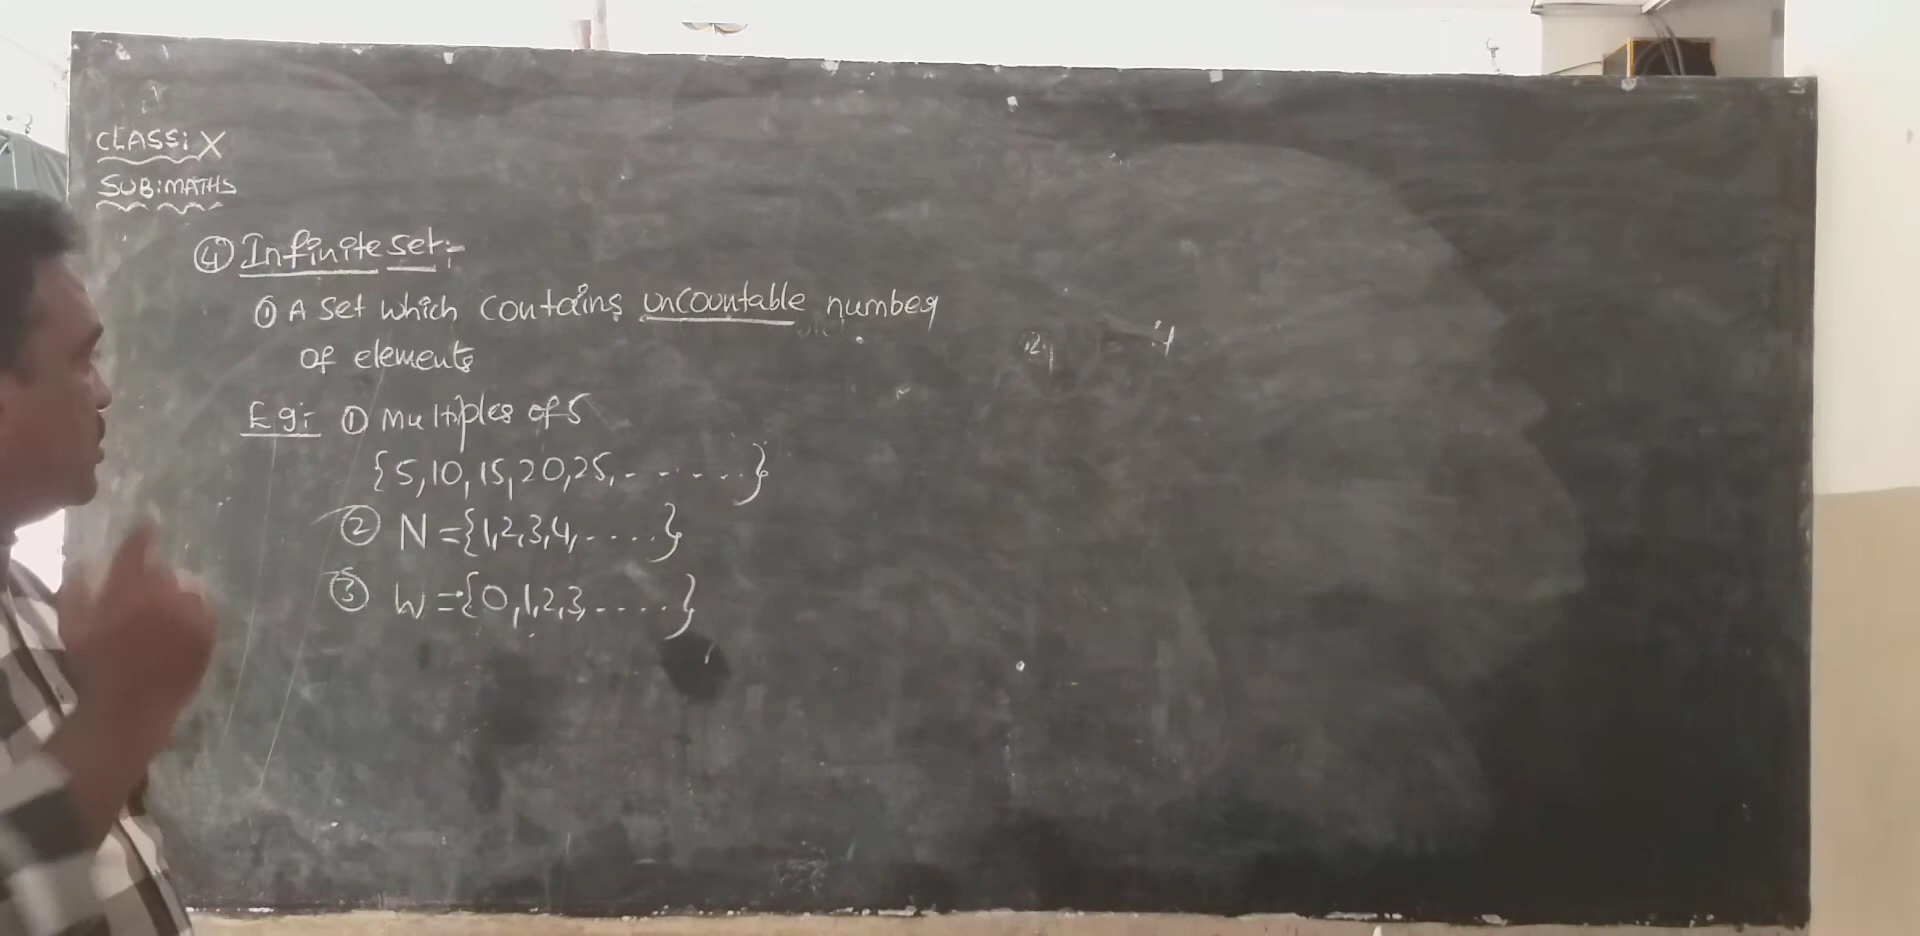 CLASS: X
SUB: MATHS
④ Infinite set:-
① A set which contains uncountable number
of elements
Eg:- ① Multiples of 5
{5,10,15,20,25,- - - ...}
② N={1,2,3,4,.....}
③ W={0,1,2,3,.....}